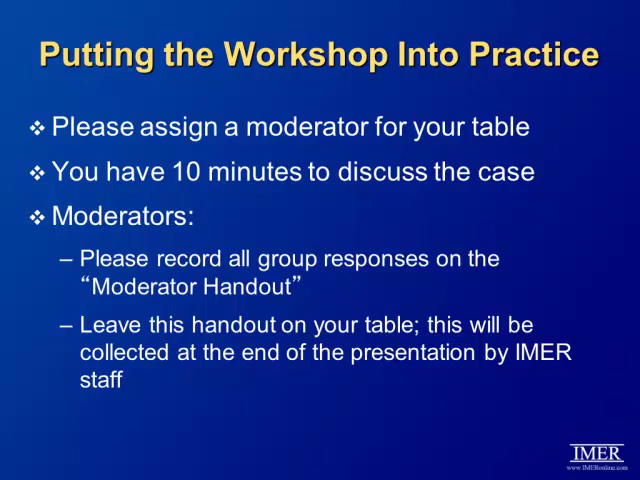 Putting the Workshop Into Practice
❖ Please assign a moderator for your table
❖ You have 10 minutes to discuss the case
❖ Moderators:
– Please record all group responses on the
“Moderator Handout”
– Leave this handout on your table; this will be
collected at the end of the presentation by IMER
staff
IMER
www.IMERonline.com